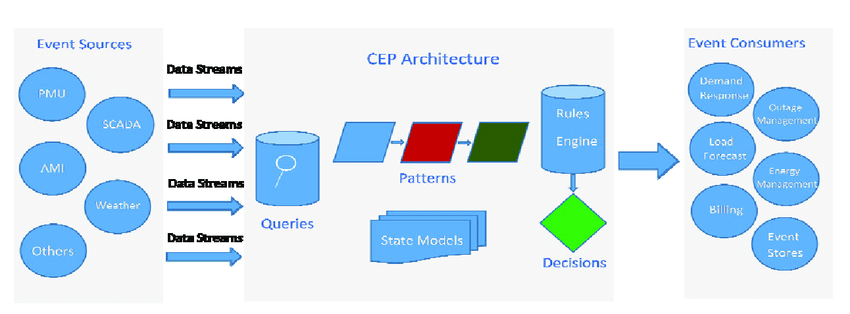 Event Sources
PMU
SCADA
AMI
Weather
Others
Data Streams
Data Streams
Data Streams
Data Streams
CEP Architecture
Queries
Patterns
State Models
Rules
Engine
Decisions
Event Consumers
Demand
Response
Outage
Management
Load
Forecast
Energy
Management
Billing
Event
Stores